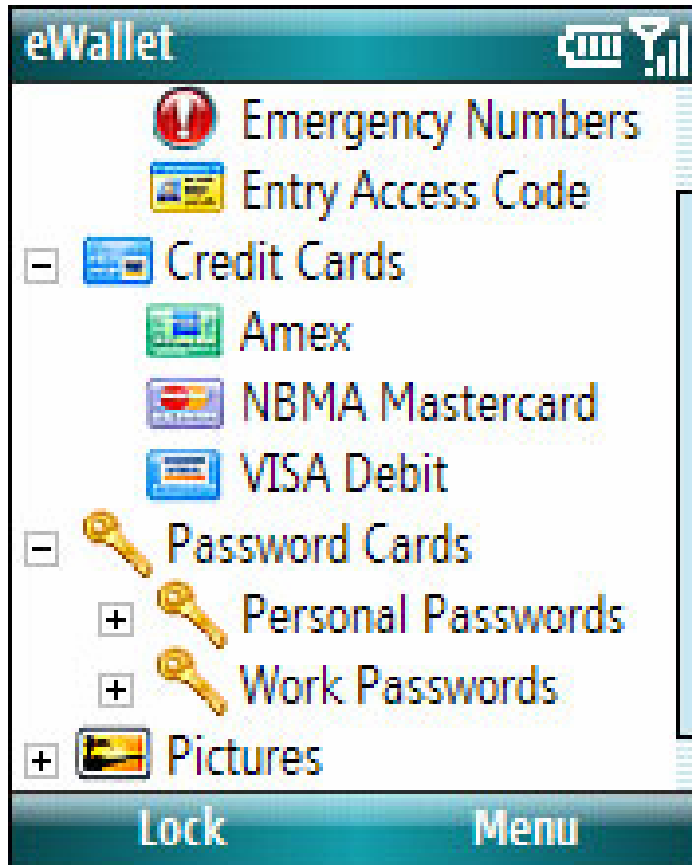 eWallet
Emergency Numbers
Entry Access Code
Credit Cards
Amex
NBMA Mastercard
VISA Debit
Password Cards
Personal Passwords
Work Passwords
Pictures
Lock Menu